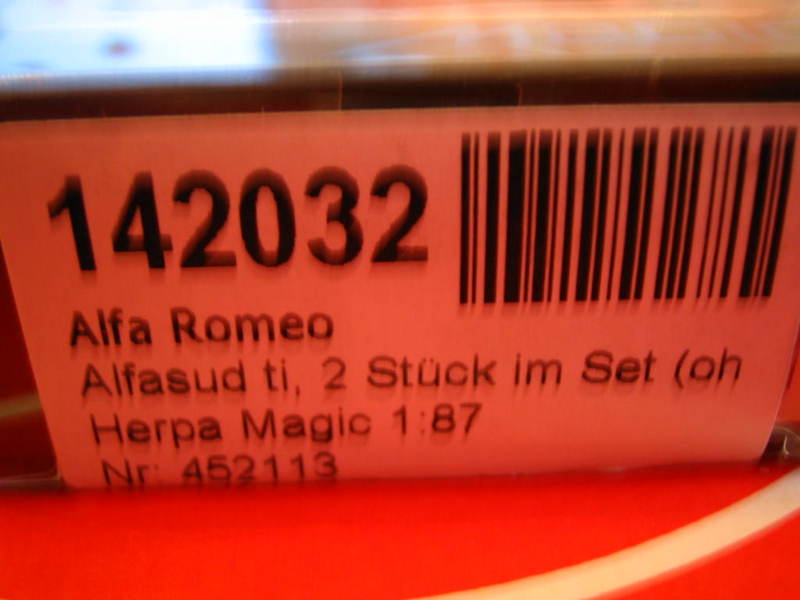 142032
Alfa Romeo
Alfasud ti, 2 Stück im Set (oh
Herpa Magic 1:87
Nr: 452113